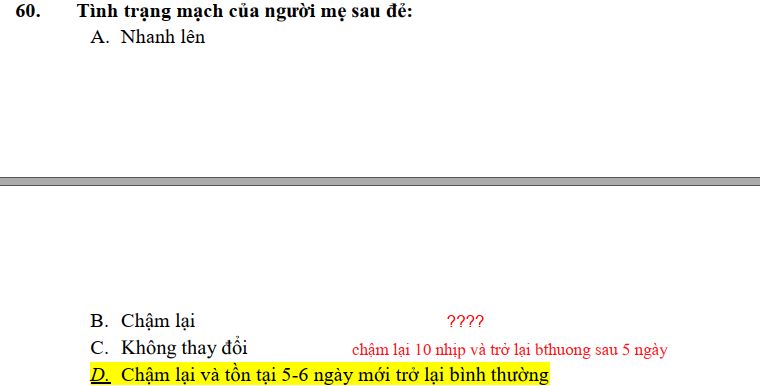 60. Tình trạng mạch của người mẹ sau đẻ:
A. Nhanh lên
B. Chậm lại ????
C. Không thay đổi chậm lại 10 nhịp và trở lại bthuong sau 5 ngày
D. Chậm lại và tồn tại 5-6 ngày mới trở lại bình thường